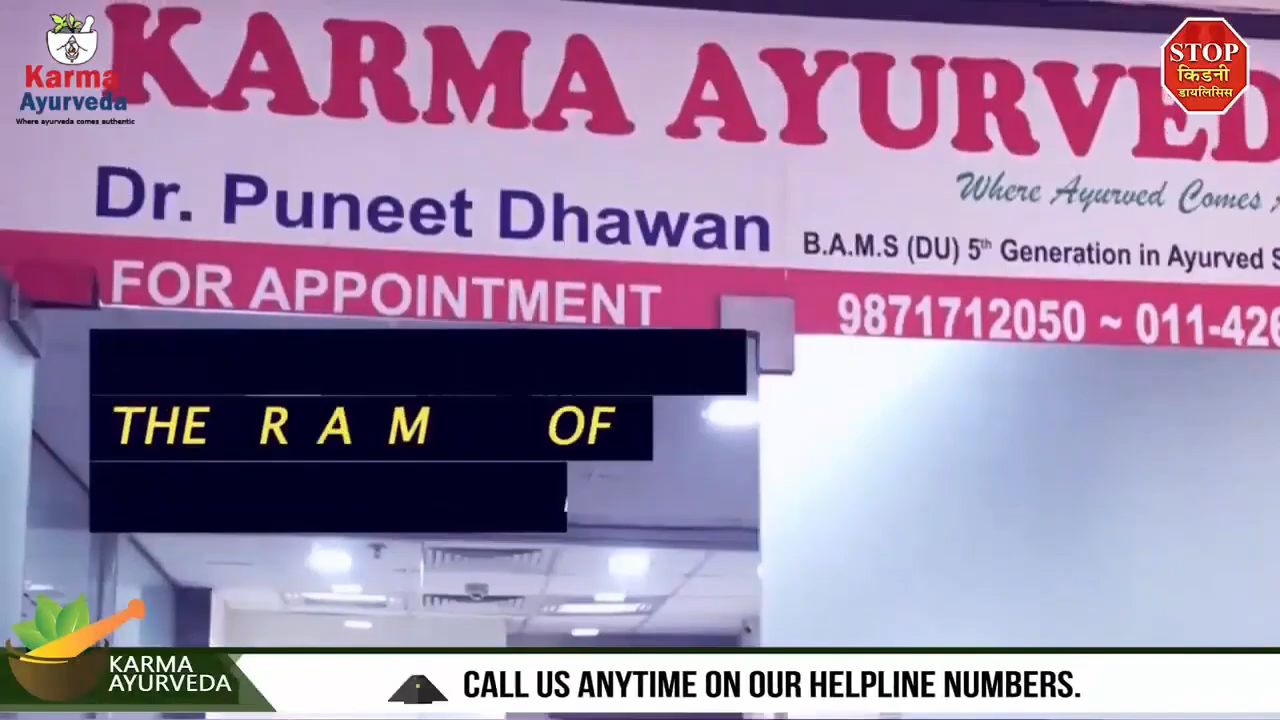 KARMA AYURVED
Dr. Puneet Dhawan
Where Ayurved Comes
B.A.M.S (DU) 5th Generation in Ayurved
FOR APPOINTMENT
9871712050 ~ 011-426
Karma
Ayurveda
Where ayurveda comes authentic
STOP
किडनी
डायलिसिस
THE R A M OF
KARMA
AYURVEDA
CALL US ANYTIME ON OUR HELPLINE NUMBERS.